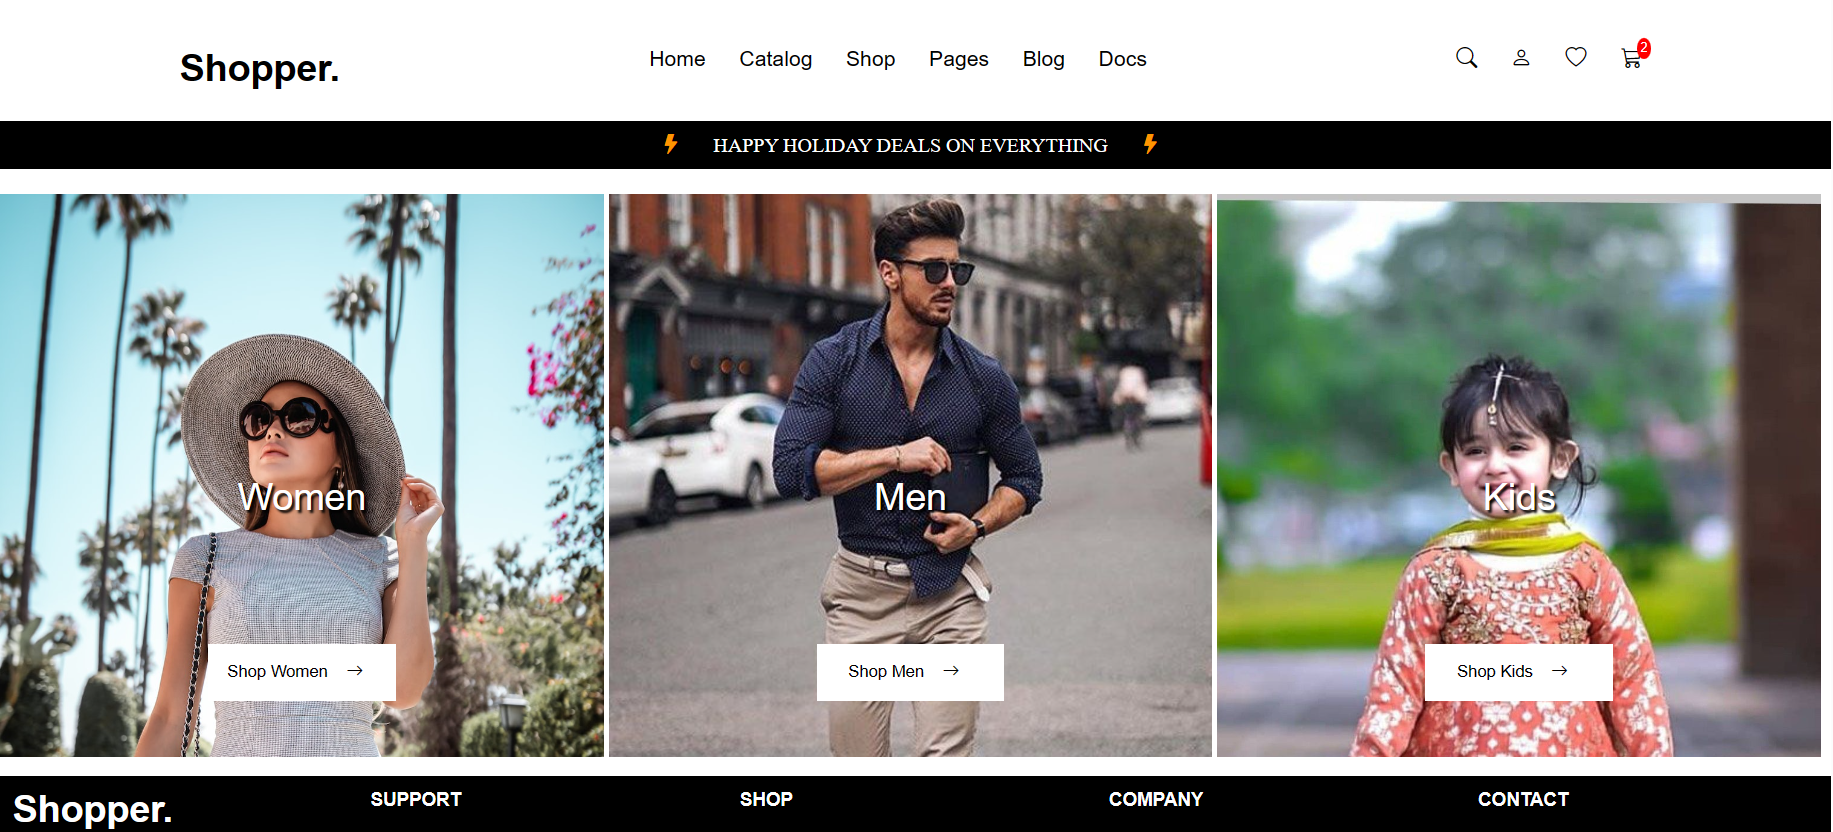 Shopper.
Home Catalog Shop Pages Blog Docs
2
HAPPY HOLIDAY DEALS ON EVERYTHING
Women
Men
Kids
Shop Women
Shop Men
Shop Kids
Shopper.
SUPPORT
SHOP
COMPANY
CONTACT